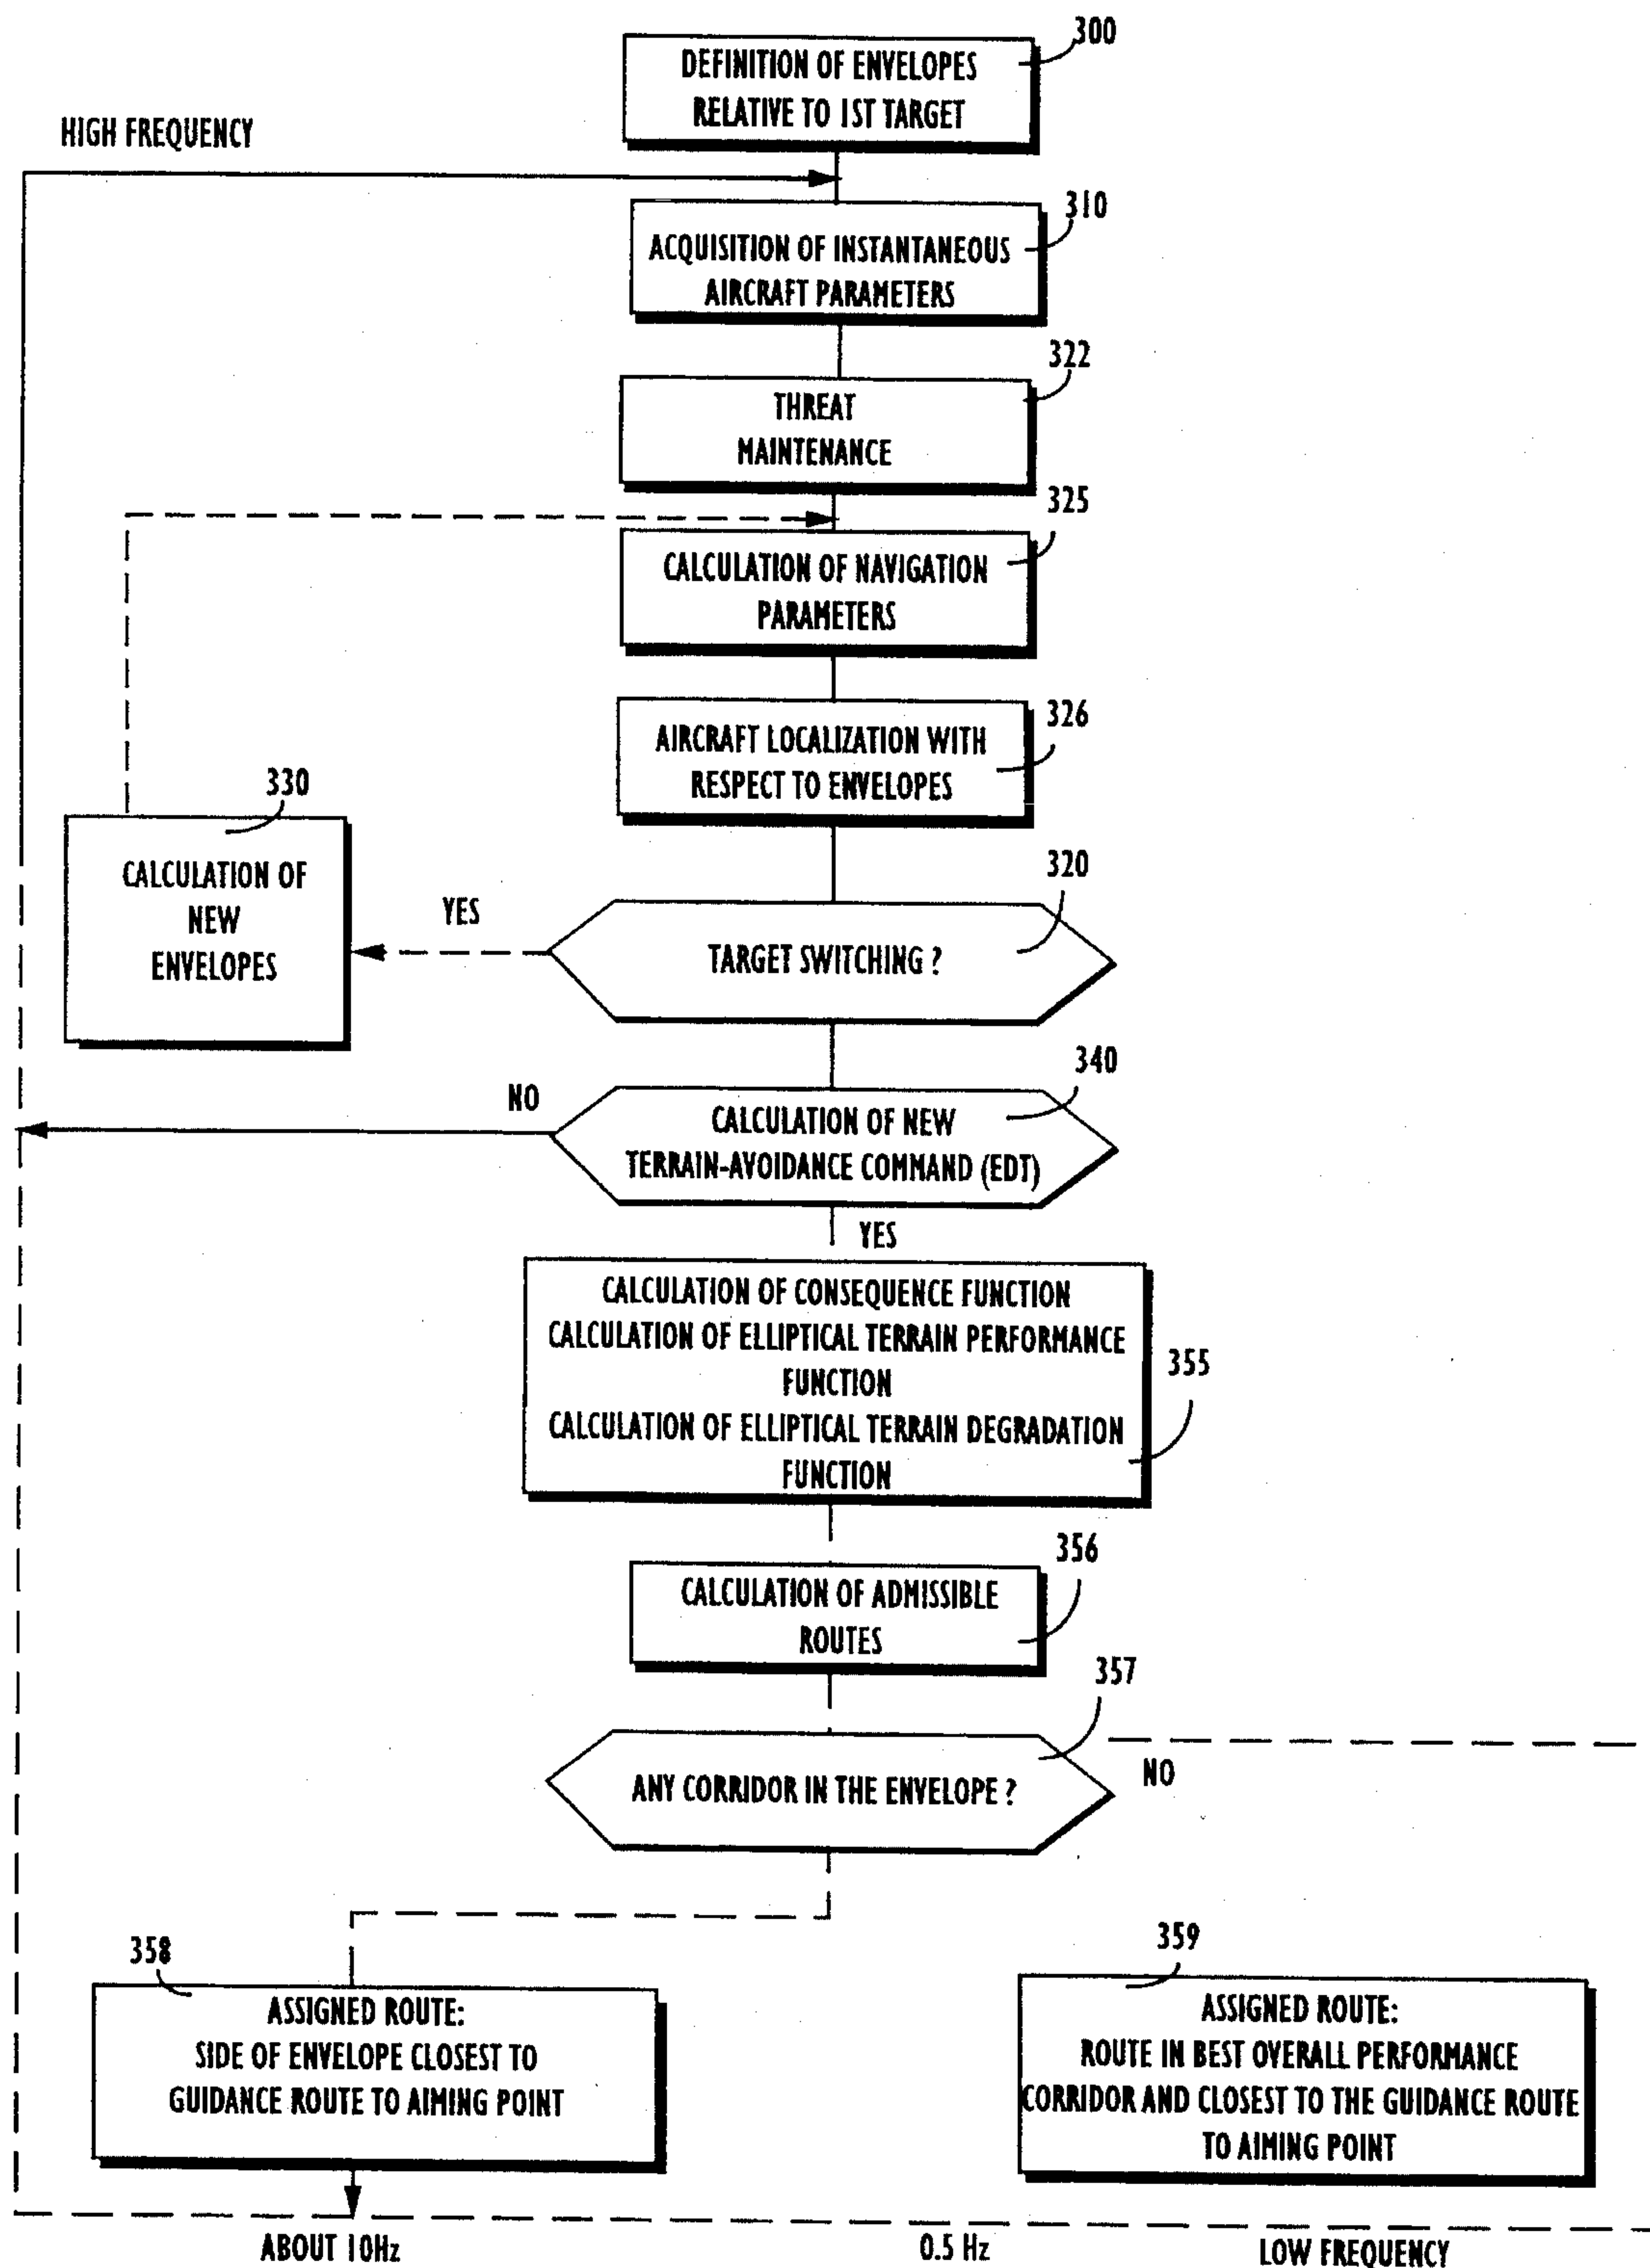 300
DEFINITION OF ENVELOPES
RELATIVE TO 1ST TARGET
HIGH FREQUENCY
310
ACQUISITION OF INSTANTANEOUS
AIRCRAFT PARAMETERS
322
THREAT
MAINTENANCE
325
CALCULATION OF NAVIGATION
PARAMETERS
326
AIRCRAFT LOCALIZATION WITH
RESPECT TO ENVELOPES
330
CALCULATION OF
NEW
ENVELOPES
YES
320
TARGET SWITCHING ?
340
NO
CALCULATION OF NEW
TERRAIN-AVOIDANCE COMMAND (EDT)
YES
CALCULATION OF CONSEQUENCE FUNCTION
CALCULATION OF ELLIPTICAL TERRAIN PERFORMANCE
FUNCTION
CALCULATION OF ELLIPTICAL TERRAIN DEGRADATION
FUNCTION
355
356
CALCULATION OF ADMISSIBLE
ROUTES
357
ANY CORRIDOR IN THE ENVELOPE ?
NO
358
ASSIGNED ROUTE:
SIDE OF ENVELOPE CLOSEST TO
GUIDANCE ROUTE TO AIMING POINT
359
ASSIGNED ROUTE:
ROUTE IN BEST OVERALL PERFORMANCE
CORRIDOR AND CLOSEST TO THE GUIDANCE ROUTE
TO AIMING POINT
ABOUT 10Hz
0.5 Hz
LOW FREQUENCY